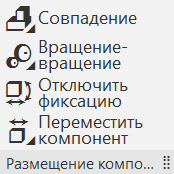 Совпадение
Вращение-
вращение
Отключить
фиксацию
Переместить
компонент
Размещение компо...